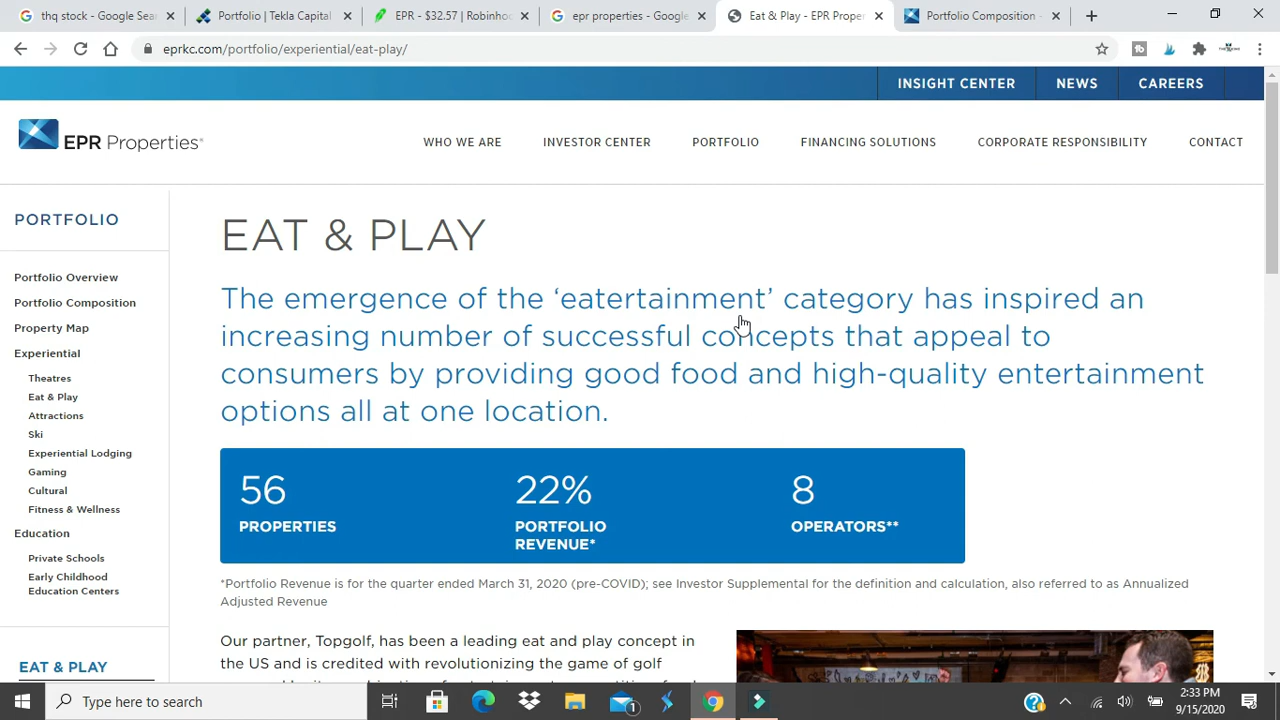 thq stock - Google Sea
Portfolio | Tekla Capital
EPR - $32.57 | Robinhoo
epr properties - Google
Eat & Play - EPR Proper
Portfolio Composition -
eprkc.com/portfolio/experiential/eat-play/
INSIGHT CENTER NEWS CAREERS
EPR Properties®
WHO WE ARE INVESTOR CENTER PORTFOLIO FINANCING SOLUTIONS CORPORATE RESPONSIBILITY CONTACT
PORTFOLIO
Portfolio Overview
Portfolio Composition
Property Map
Experiential
Theatres
Eat & Play
Attractions
Ski
Experiential Lodging
Gaming
Cultural
Fitness & Wellness
Education
Private Schools
Early Childhood
Education Centers
EAT & PLAY
EAT & PLAY
The emergence of the ‘eatertainment’ category has inspired an
increasing number of successful concepts that appeal to
consumers by providing good food and high-quality entertainment
options all at one location.
56 22% 8
PROPERTIES PORTFOLIO OPERATORS**
REVENUE*
*Portfolio Revenue is for the quarter ended March 31, 2020 (pre-COVID); see Investor Supplemental for the definition and calculation, also referred to as Annualized
Adjusted Revenue
Our partner, Topgolf, has been a leading eat and play concept in
the US and is credited with revolutionizing the game of golf
Type here to search
1
2:33 PM
9/15/2020